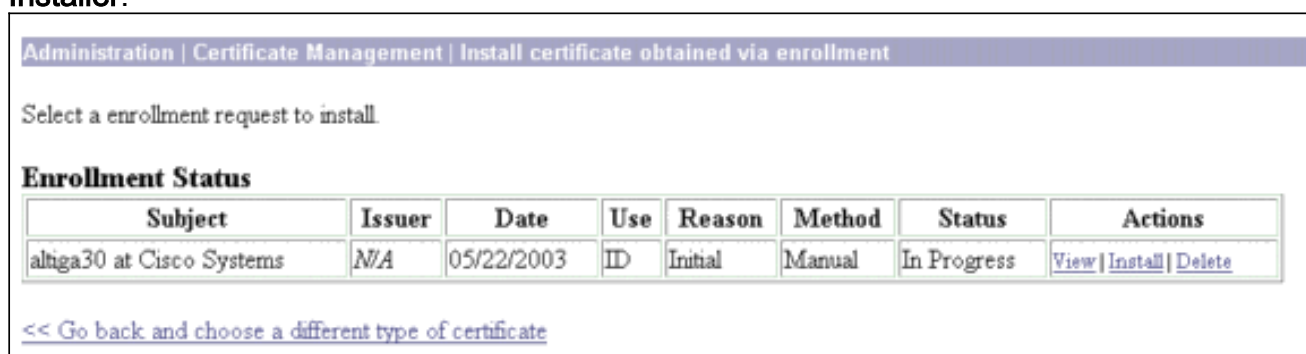 Installer.
Administration | Certificate Management | Install certificate obtained via enrollment
Select a enrollment request to install.
Enrollment Status
Subject Issuer Date Use Reason Method Status Actions
altiga30 at Cisco Systems N/A 05/22/2003 ID Initial Manual In Progress View | Install | Delete
<< Go back and choose a different type of certificate